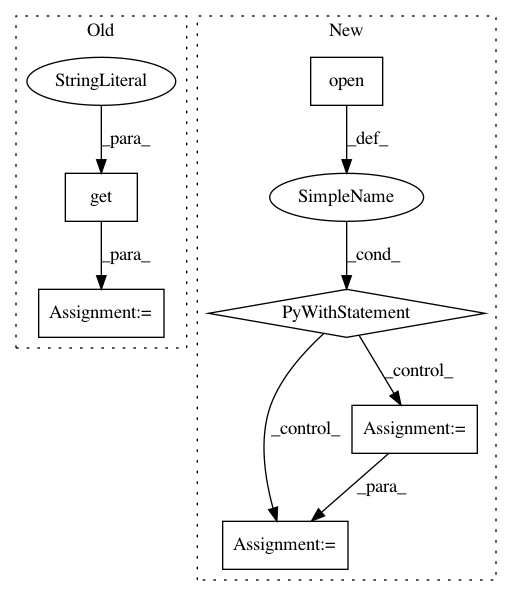 Old
New
StringLiteral
open
_para_
_def_
get
SimpleName
_para_
_cond_
Assignment:=
PyWithStatement
_control_
_control_
Assignment:=
_para_
Assignment:=